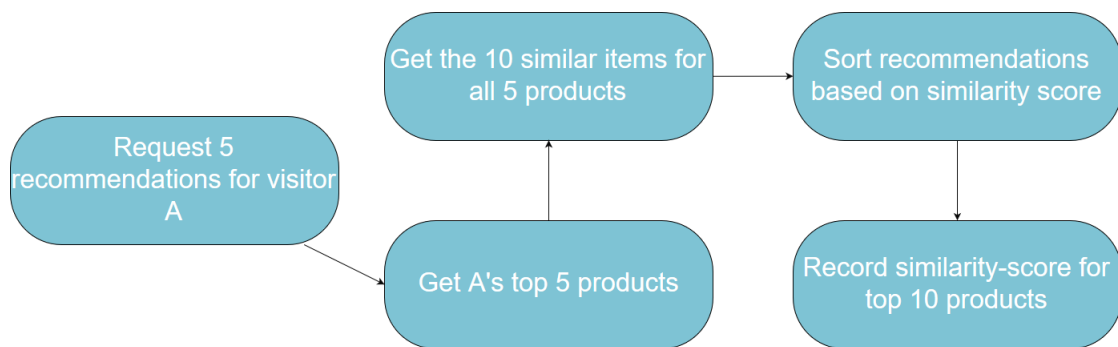 Request 5
recommendations for visitor
A
Get A's top 5 products
Get the 10 similar items for
all 5 products
Sort recommendations
based on similarity score
Record similarity-score for
top 10 products